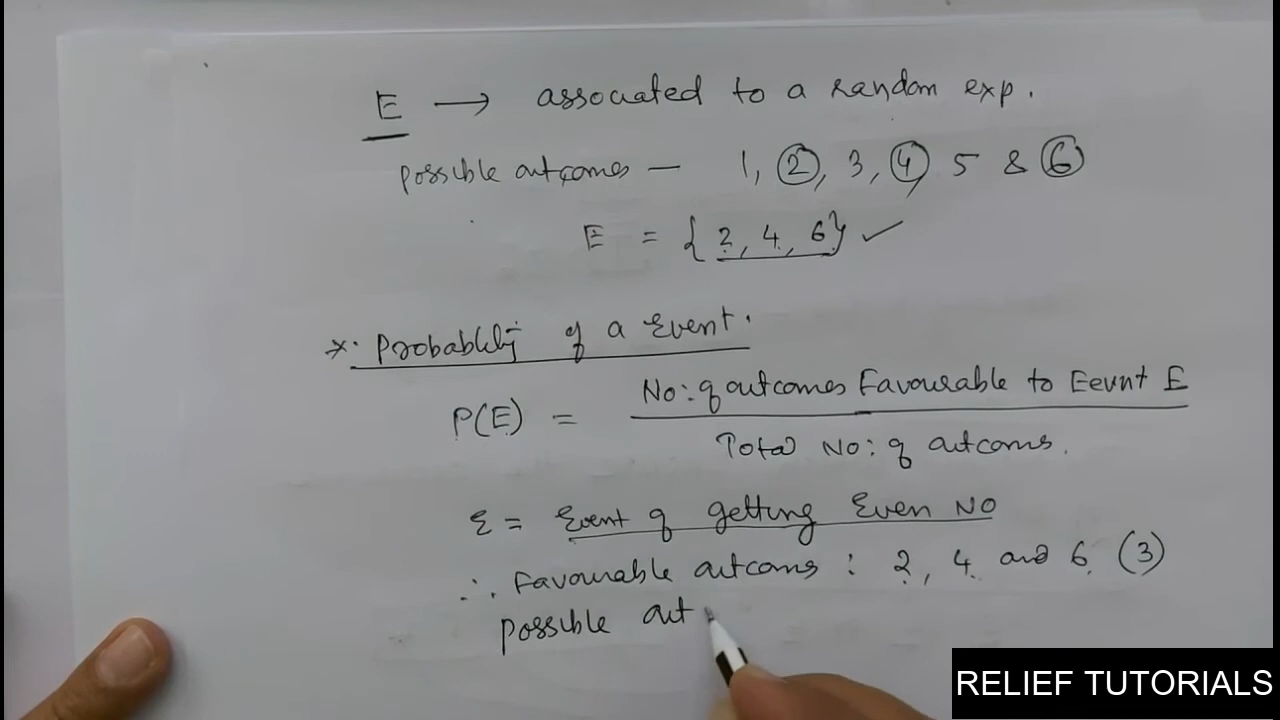 E → associated to a random exp.
possible outcomes — 1, 2, 3, 4, 5 & 6
E = {2, 4, 6} ✓
*. Probability of a Event.
P(E) = No: of outcomes Favourable to Eevnt E
Total No: of outcoms.
E = Event of getting Even NO
∴ Favourable outcoms : 2, 4 and 6 (3)
possible out
RELIEF TUTORIALS